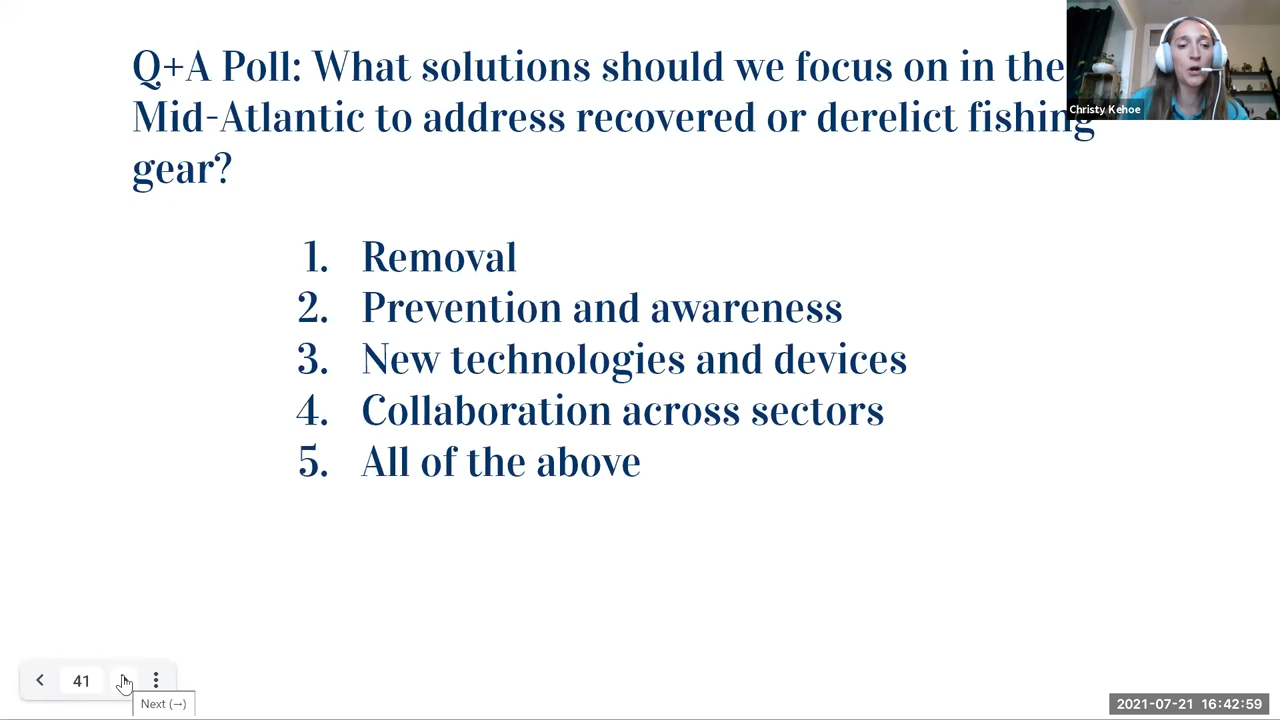 Q+A Poll: What solutions should we focus on in the
Mid-Atlantic to address recovered or derelict fishing
gear?
Christy Kehoe
1. Removal
2. Prevention and awareness
3. New technologies and devices
4. Collaboration across sectors
5. All of the above
41
Next (→)
2021-07-21 16:42:59